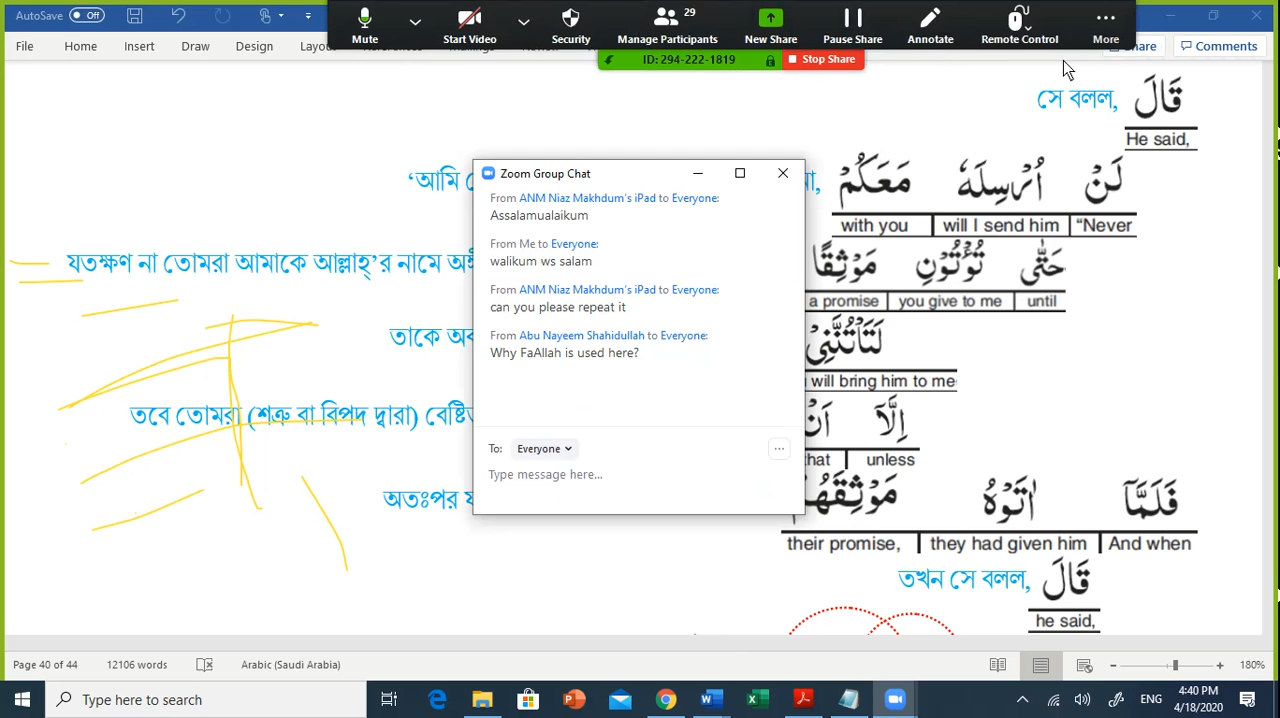 AutoSave Off
Mute
Start Video
Security
Manage Participants 29
New Share
Pause Share
Annotate
Remote Control
More
File Home Insert Draw Design
Share Comments
ID: 294-222-1819 Stop Share
সে বলল, قَالَ
He said,
Zoom Group Chat
From ANM Niaz Makhdum's iPad to Everyone:
Assalamualaikum
From Me to Everyone:
walikum ws salam
From ANM Niaz Makhdum's iPad to Everyone:
can you please repeat it
From Abu Nayeem Shahidullah to Everyone:
Why FaAllah is used here?
To: Everyone
Type message here...
‘আমি
لَنْ اُرْسِلَهٗ مَعَكُمْ
with you will I send him “Never
যতক্ষণ না তোমরা আমাকে আল্লাহ্’র নামে
حَتّٰى تُؤْتُوْنِ مَوْثِقًا
a promise you give to me until
তাকে
لَتَاْتُنَّنِيْ
will bring him to me
তবে তোমরা (শত্রু বা বিপদ দ্বারা)
اِلَّاۤ اَنْ
that unless
অতঃপর
فَلَمَّاۤ اٰتَوْهُ مَوْثِقَهُمْ
their promise, they had given him And when
তখন সে বলল, قَالَ
he said,
Page 40 of 44 12106 words Arabic (Saudi Arabia) 180%
Type here to search
ENG
4:40 PM
4/18/2020